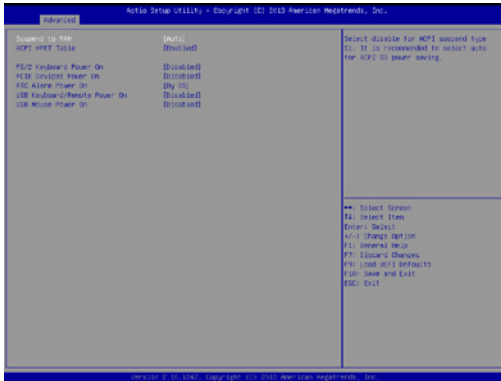 Aptio Setup Utility - Copyright (C) 2013 American Megatrends, Inc.
Advanced
Suspend to RAM [Auto]
ACPI HPET Table [Enabled]
PS/2 Keyboard Power On [Disabled]
PCIE Devices Power On [Disabled]
RTC Alarm Power On [By OS]
USB Keyboard/Remote Power On [Disabled]
USB Mouse Power On [Disabled]
Select disable for ACPI suspend type
S1. It is recommended to select auto
for ACPI S3 power saving.
↔: Select Screen
↑↓: Select Item
Enter: Select
+/-: Change Option
F1: General Help
F7: Discard Changes
F9: Load UEFI Defaults
F10: Save and Exit
ESC: Exit
Version 2.16.1242. Copyright (C) 2013 American Megatrends, Inc.